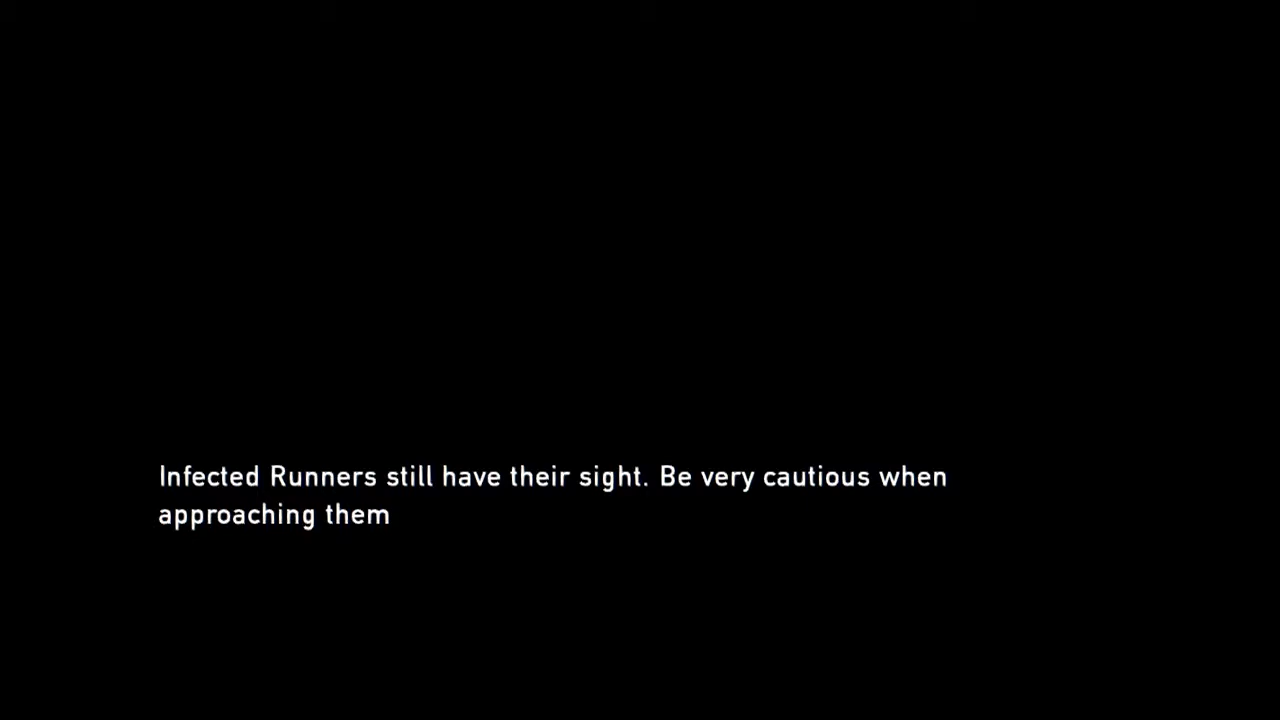 Infected Runners still have their sight. Be very cautious when
approaching them